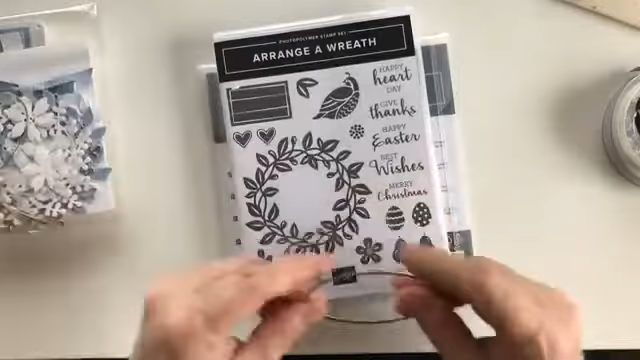 PHOTOPOLYMER STAMP SET
ARRANGE A WREATH
HAPPY
heart
DAY
GIVE
thanks
HAPPY
Easter
BEST
Wishes
MERRY
Christmas